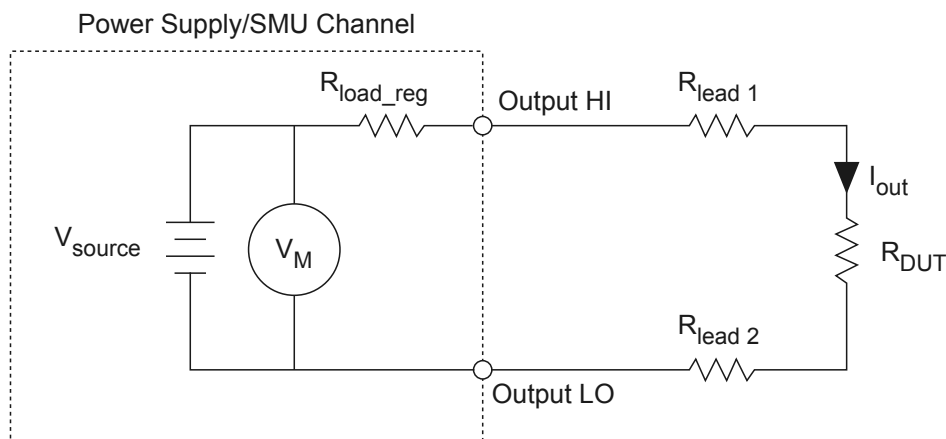 Power Supply/SMU Channel
Rload_reg
Output HI
Rlead 1
Iout
Vsource
VM
RDUT
Rlead 2
Output LO